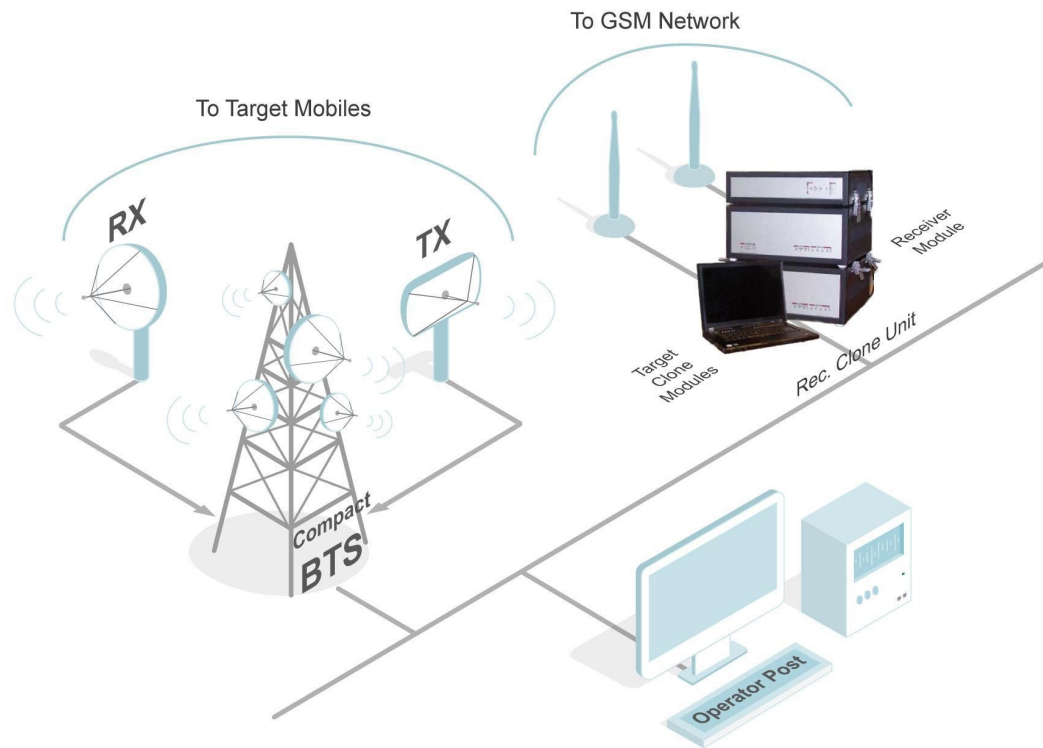 To GSM Network
To Target Mobiles
RX
TX
Receiver
Module
Target
Clone
Modules
Rec. Clone Unit
Compact
BTS
Operator Post